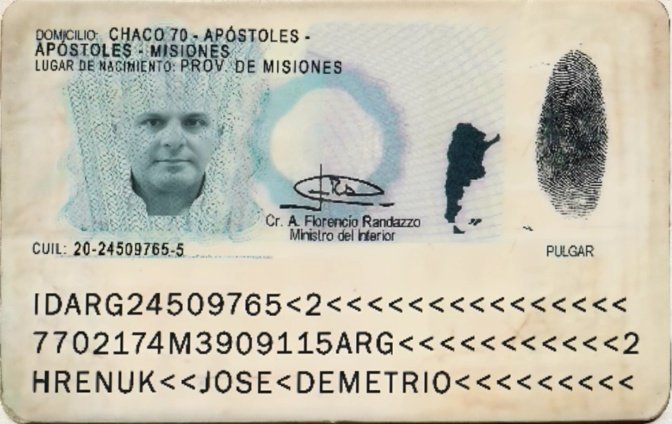 DOMICILIO: CHACO 70 - APÓSTOLES -
APÓSTOLES - MISIONES
LUGAR DE NACIMIENTO: PROV. DE MISIONES
Cr. A. Florencio Randazzo
Ministro del Interior
CUIL: 20-24509765-5
PULGAR
IDARG24509765<2<<<<<<<<<<<<<<<
7702174M3909115ARG<<<<<<<<<<<2
HRENUK<<JOSE<DEMETRIO<<<<<<<<<